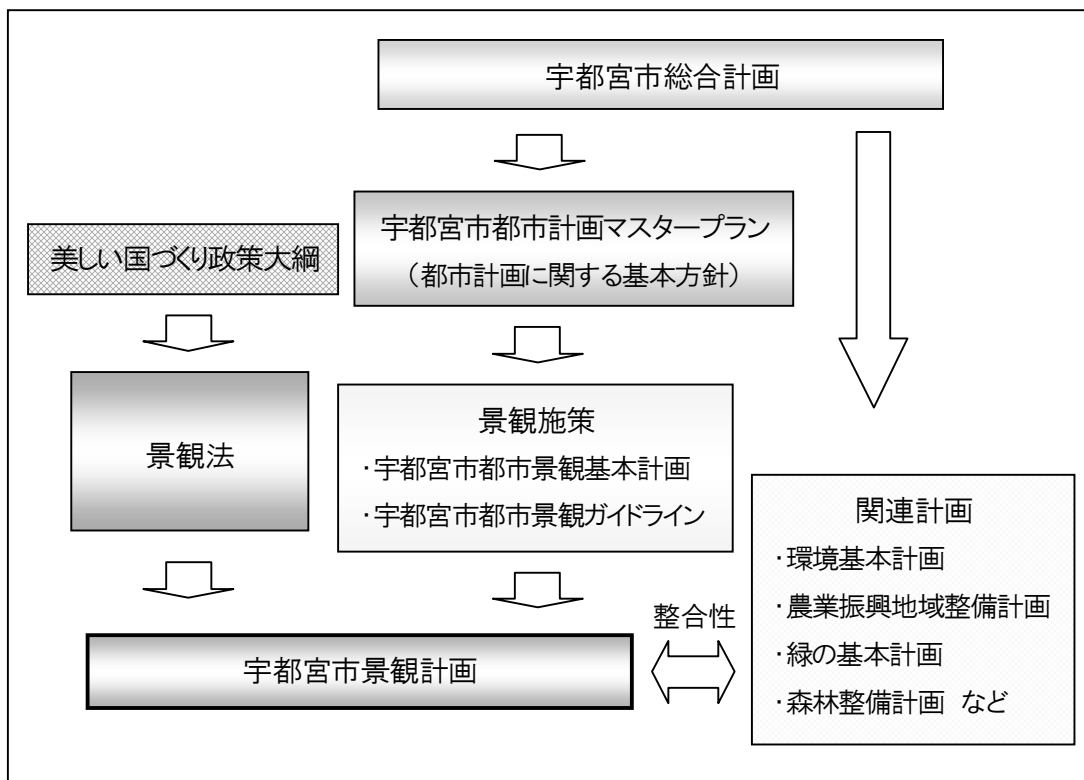 宇都宮市総合計画
宇都宮市都市計画マスタープラン
(都市計画に関する基本方針)
美しい国づくり政策大綱
景観法
景観施策
・宇都宮市都市景観基本計画
・宇都宮市都市景観ガイドライン
関連計画
・環境基本計画
・農業振興地域整備計画
・緑の基本計画
・森林整備計画 など
整合性
宇都宮市景観計画